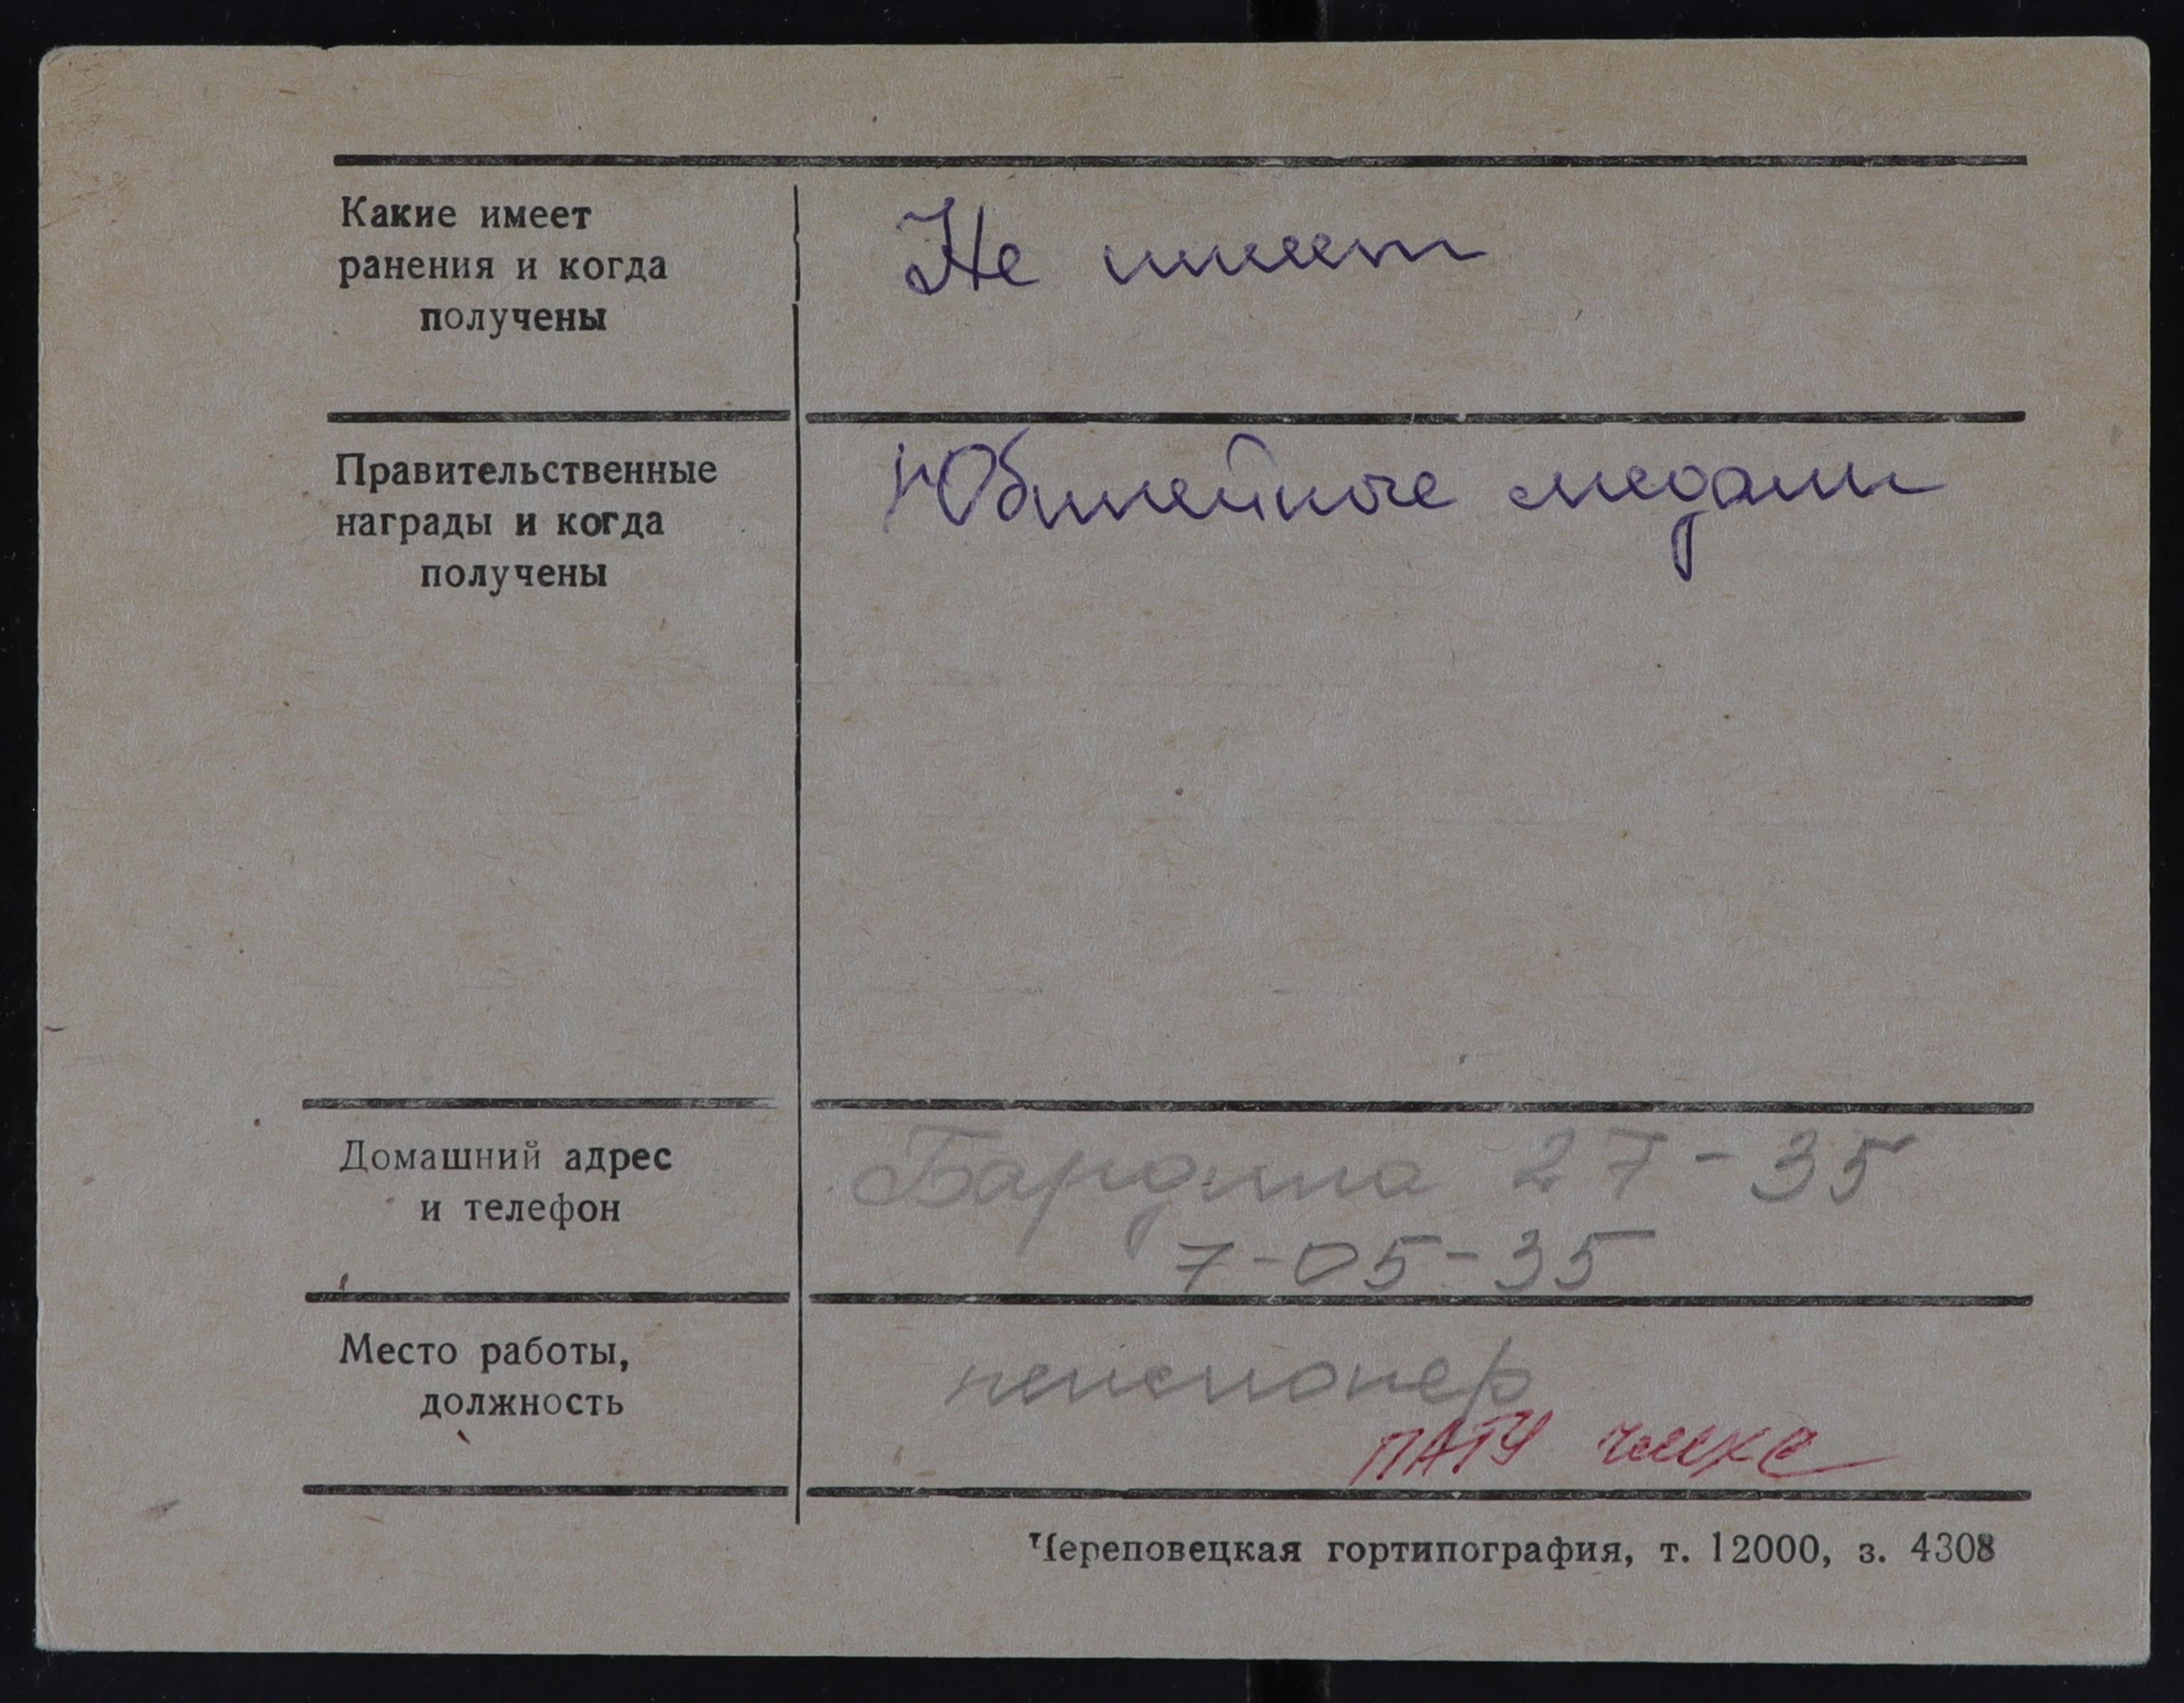 Какие имеет
ранения и когда
получены
Не имеет
Правительственные
награды и когда
получены
Юбилейные медали
Домашний адрес
и телефон
Бардина 27-35
7-05-35
Место работы,
должность
пенсионер
ПАТУ
Череповецкая гортипография, т. 12000, з. 4308